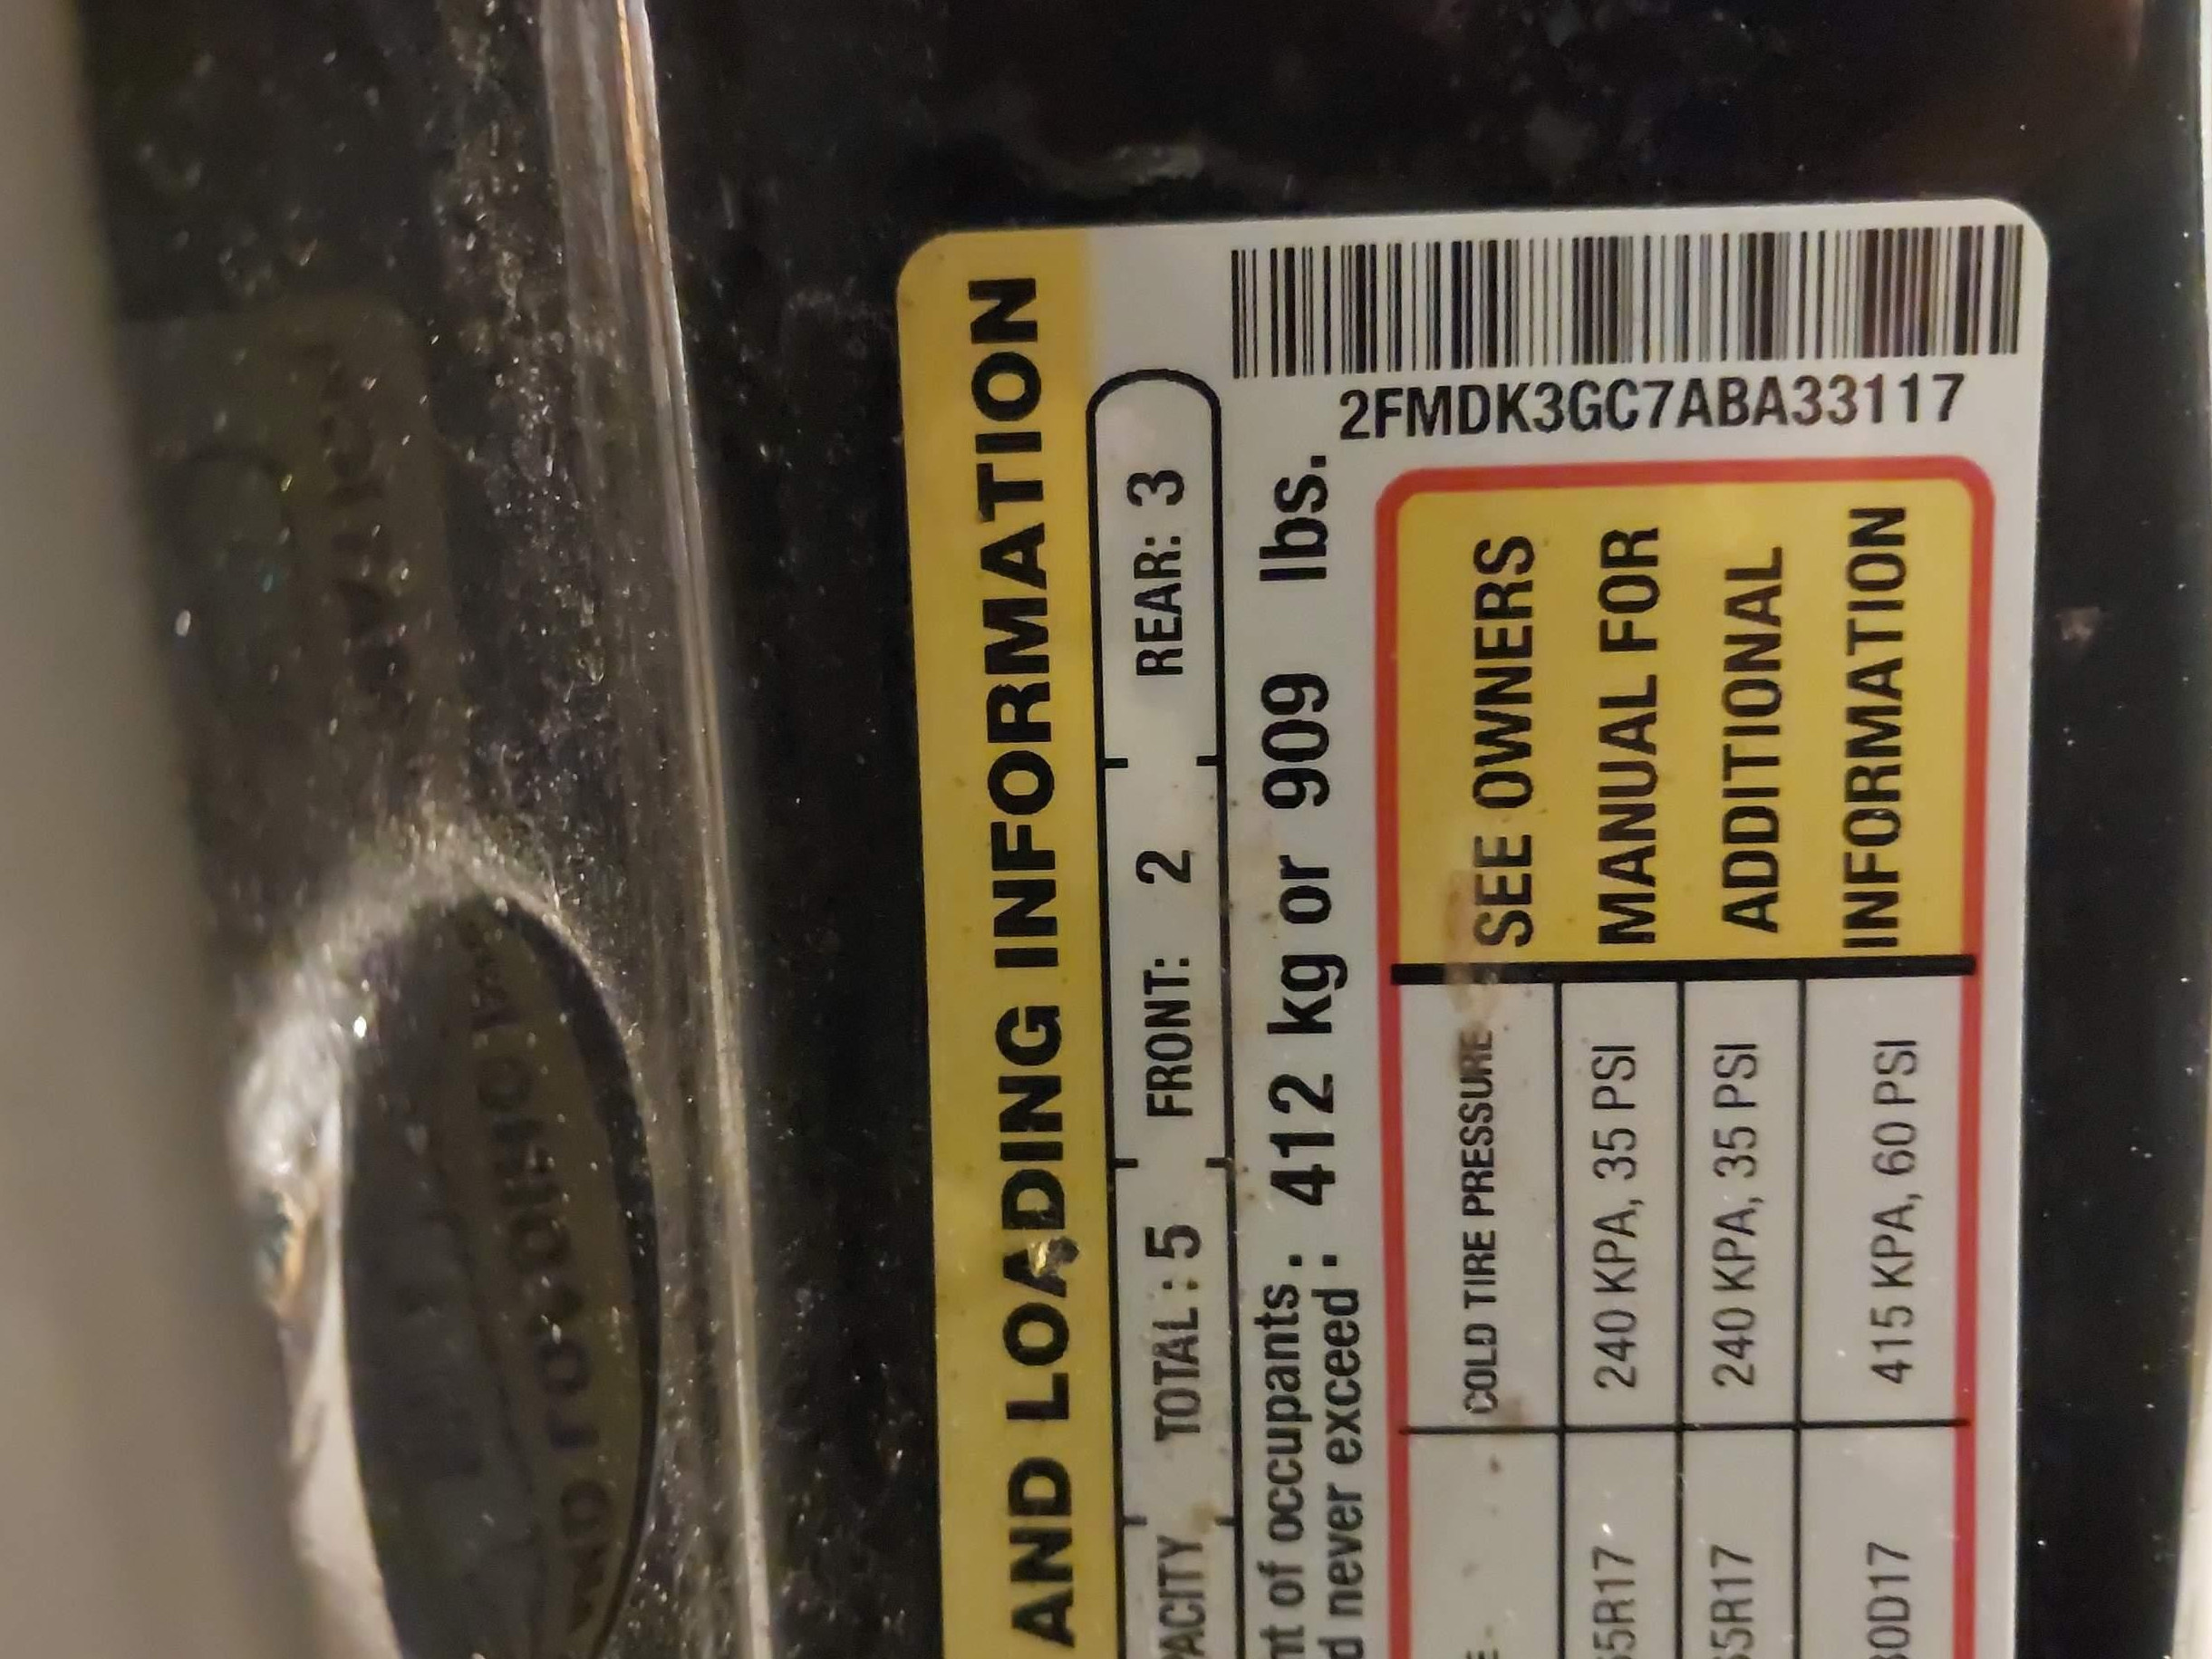 AND LOADING INFORMATION
TOTAL : 5 FRONT: 2 REAR: 3
of occupants . 412 kg or 909 lbs.
never exceed :
2FMDK3GC7ABA33117
COLD TIRE PRESSURE
240 KPA, 35 PSI
240 KPA, 35 PSI
415 KPA, 60 PSI
SEE OWNERS
MANUAL FOR
ADDITIONAL
INFORMATION